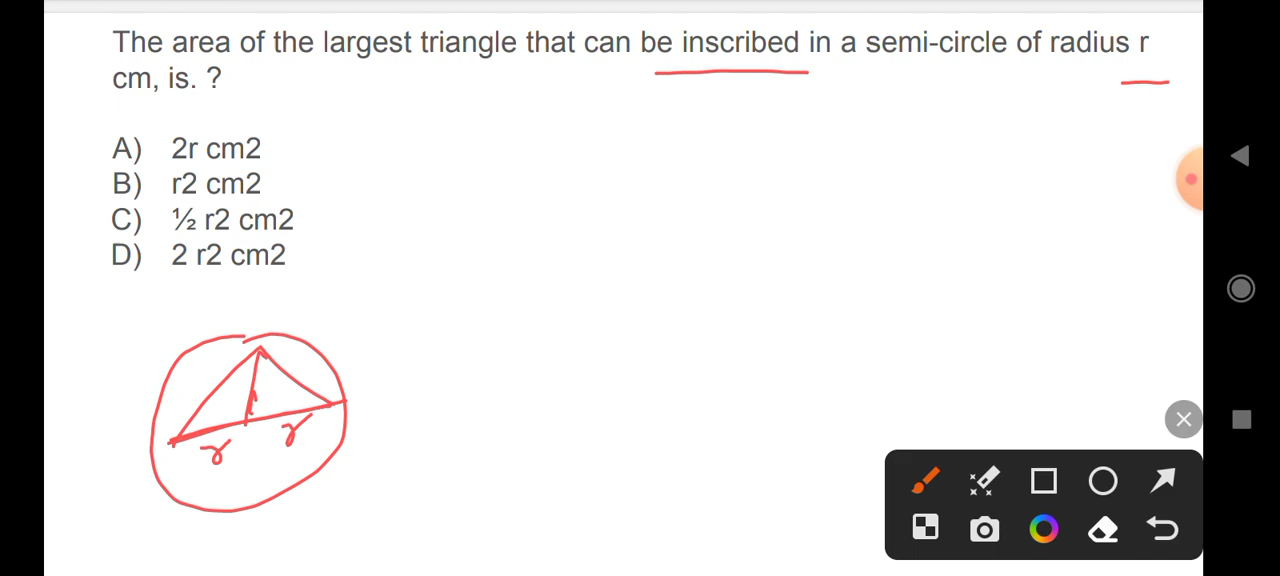 The area of the largest triangle that can be inscribed in a semi-circle of radius r
cm, is. ?
A) 2r cm2
B) r2 cm2
C) ½ r2 cm2
D) 2 r2 cm2
r r